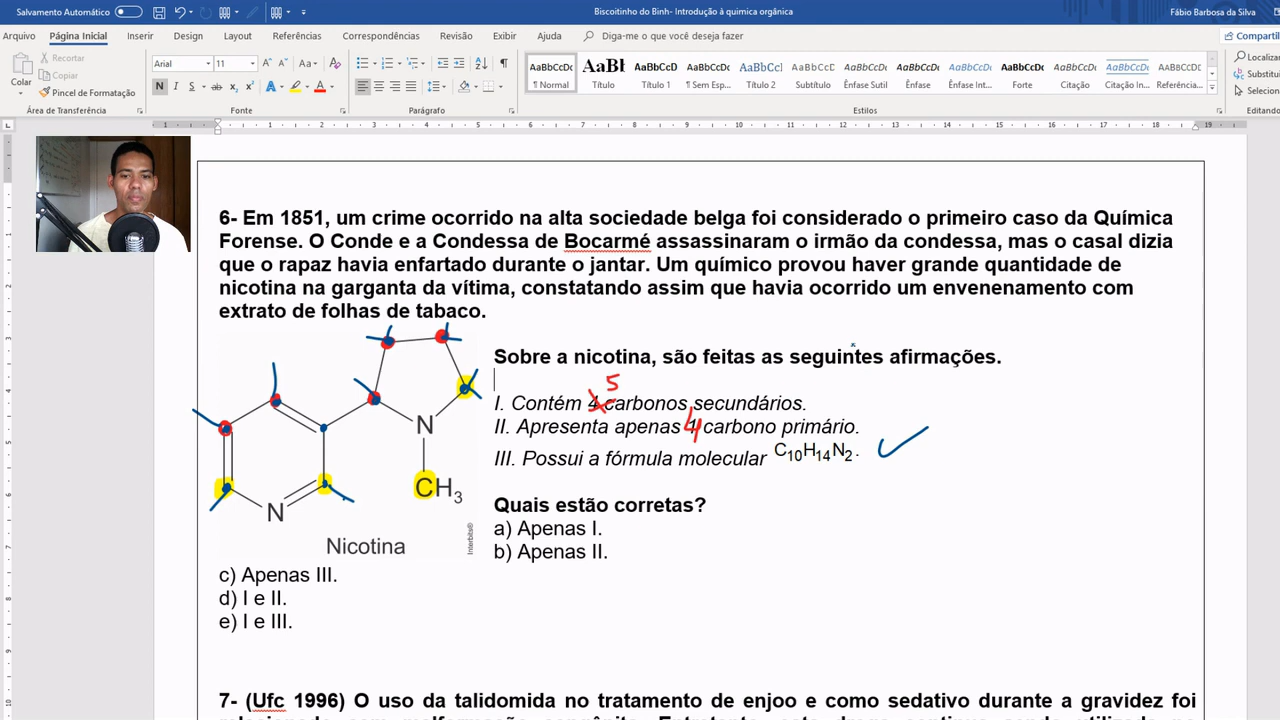 Salvamento Automático
Biscoitinho do Binh- Introdução à quimica orgânica
Fábio Barbosa da Silva
Arquivo Página Inicial Inserir Design Layout Referências Correspondências Revisão Exibir Ajuda Diga-me o que você deseja fazer
Compartil
Colar
Recortar
Copiar
Pincel de Formatação
Área de Transferência
Arial 11
N I S
Fonte
Parágrafo
AaBbCcDc AaBb AaBbCcD AaBbCcDc AaBbCcI AaBbCcDc AaBbCcDc AaBbCcDc AaBbCcDc AaBbCcDc AaBbCcDc AaBbCcDc AABBCCDC
¶ Normal Título Título 1 ¶ Sem Esp... Título 2 Subtítulo Ênfase Sutil Ênfase Ênfase Int... Forte Citação Citação In... Referência...
Estilos
Localizar
Substitui
Selecion
Editando
6- Em 1851, um crime ocorrido na alta sociedade belga foi considerado o primeiro caso da Química
Forense. O Conde e a Condessa de Bocarmé assassinaram o irmão da condessa, mas o casal dizia
que o rapaz havia enfartado durante o jantar. Um químico provou haver grande quantidade de
nicotina na garganta da vítima, constatando assim que havia ocorrido um envenenamento com
extrato de folhas de tabaco.
Sobre a nicotina, são feitas as seguintes afirmações.
5
I. Contém 4 carbonos secundários.
4
II. Apresenta apenas 1 carbono primário.
III. Possui a fórmula molecular C10H14N2.
N
CH3
N
Nicotina
Interbits®
Quais estão corretas?
a) Apenas I.
b) Apenas II.
c) Apenas III.
d) I e II.
e) I e III.
7- (Ufc 1996) O uso da talidomida no tratamento de enjoo e como sedativo durante a gravidez foi